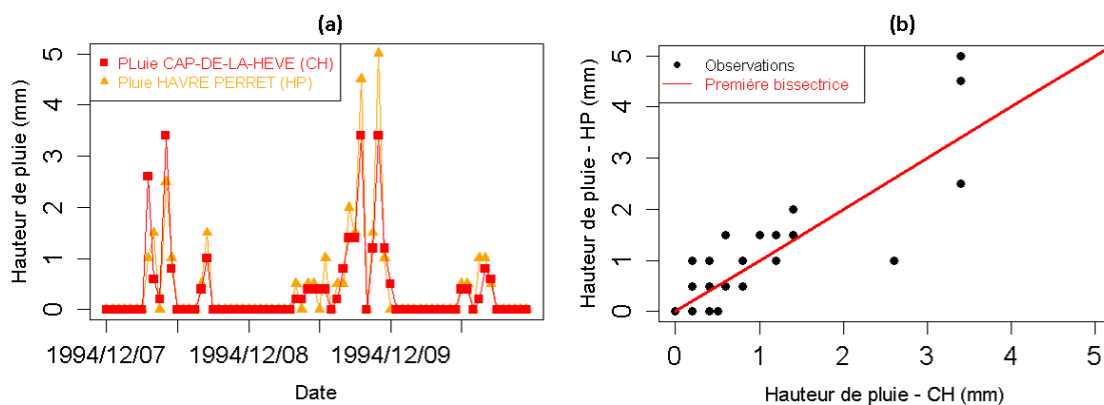 (a)
PLuie CAP-DE-LA-HEVE (CH)
Pluie HAVRE PERRET (HP)
Hauteur de pluie (mm)
5
4
3
2
1
0
1994/12/07
1994/12/08
1994/12/09
Date
(b)
Observations
Première bissectrice
Hauteur de pluie - HP (mm)
5
4
3
2
1
0
0
1
2
3
4
5
Hauteur de pluie - CH (mm)